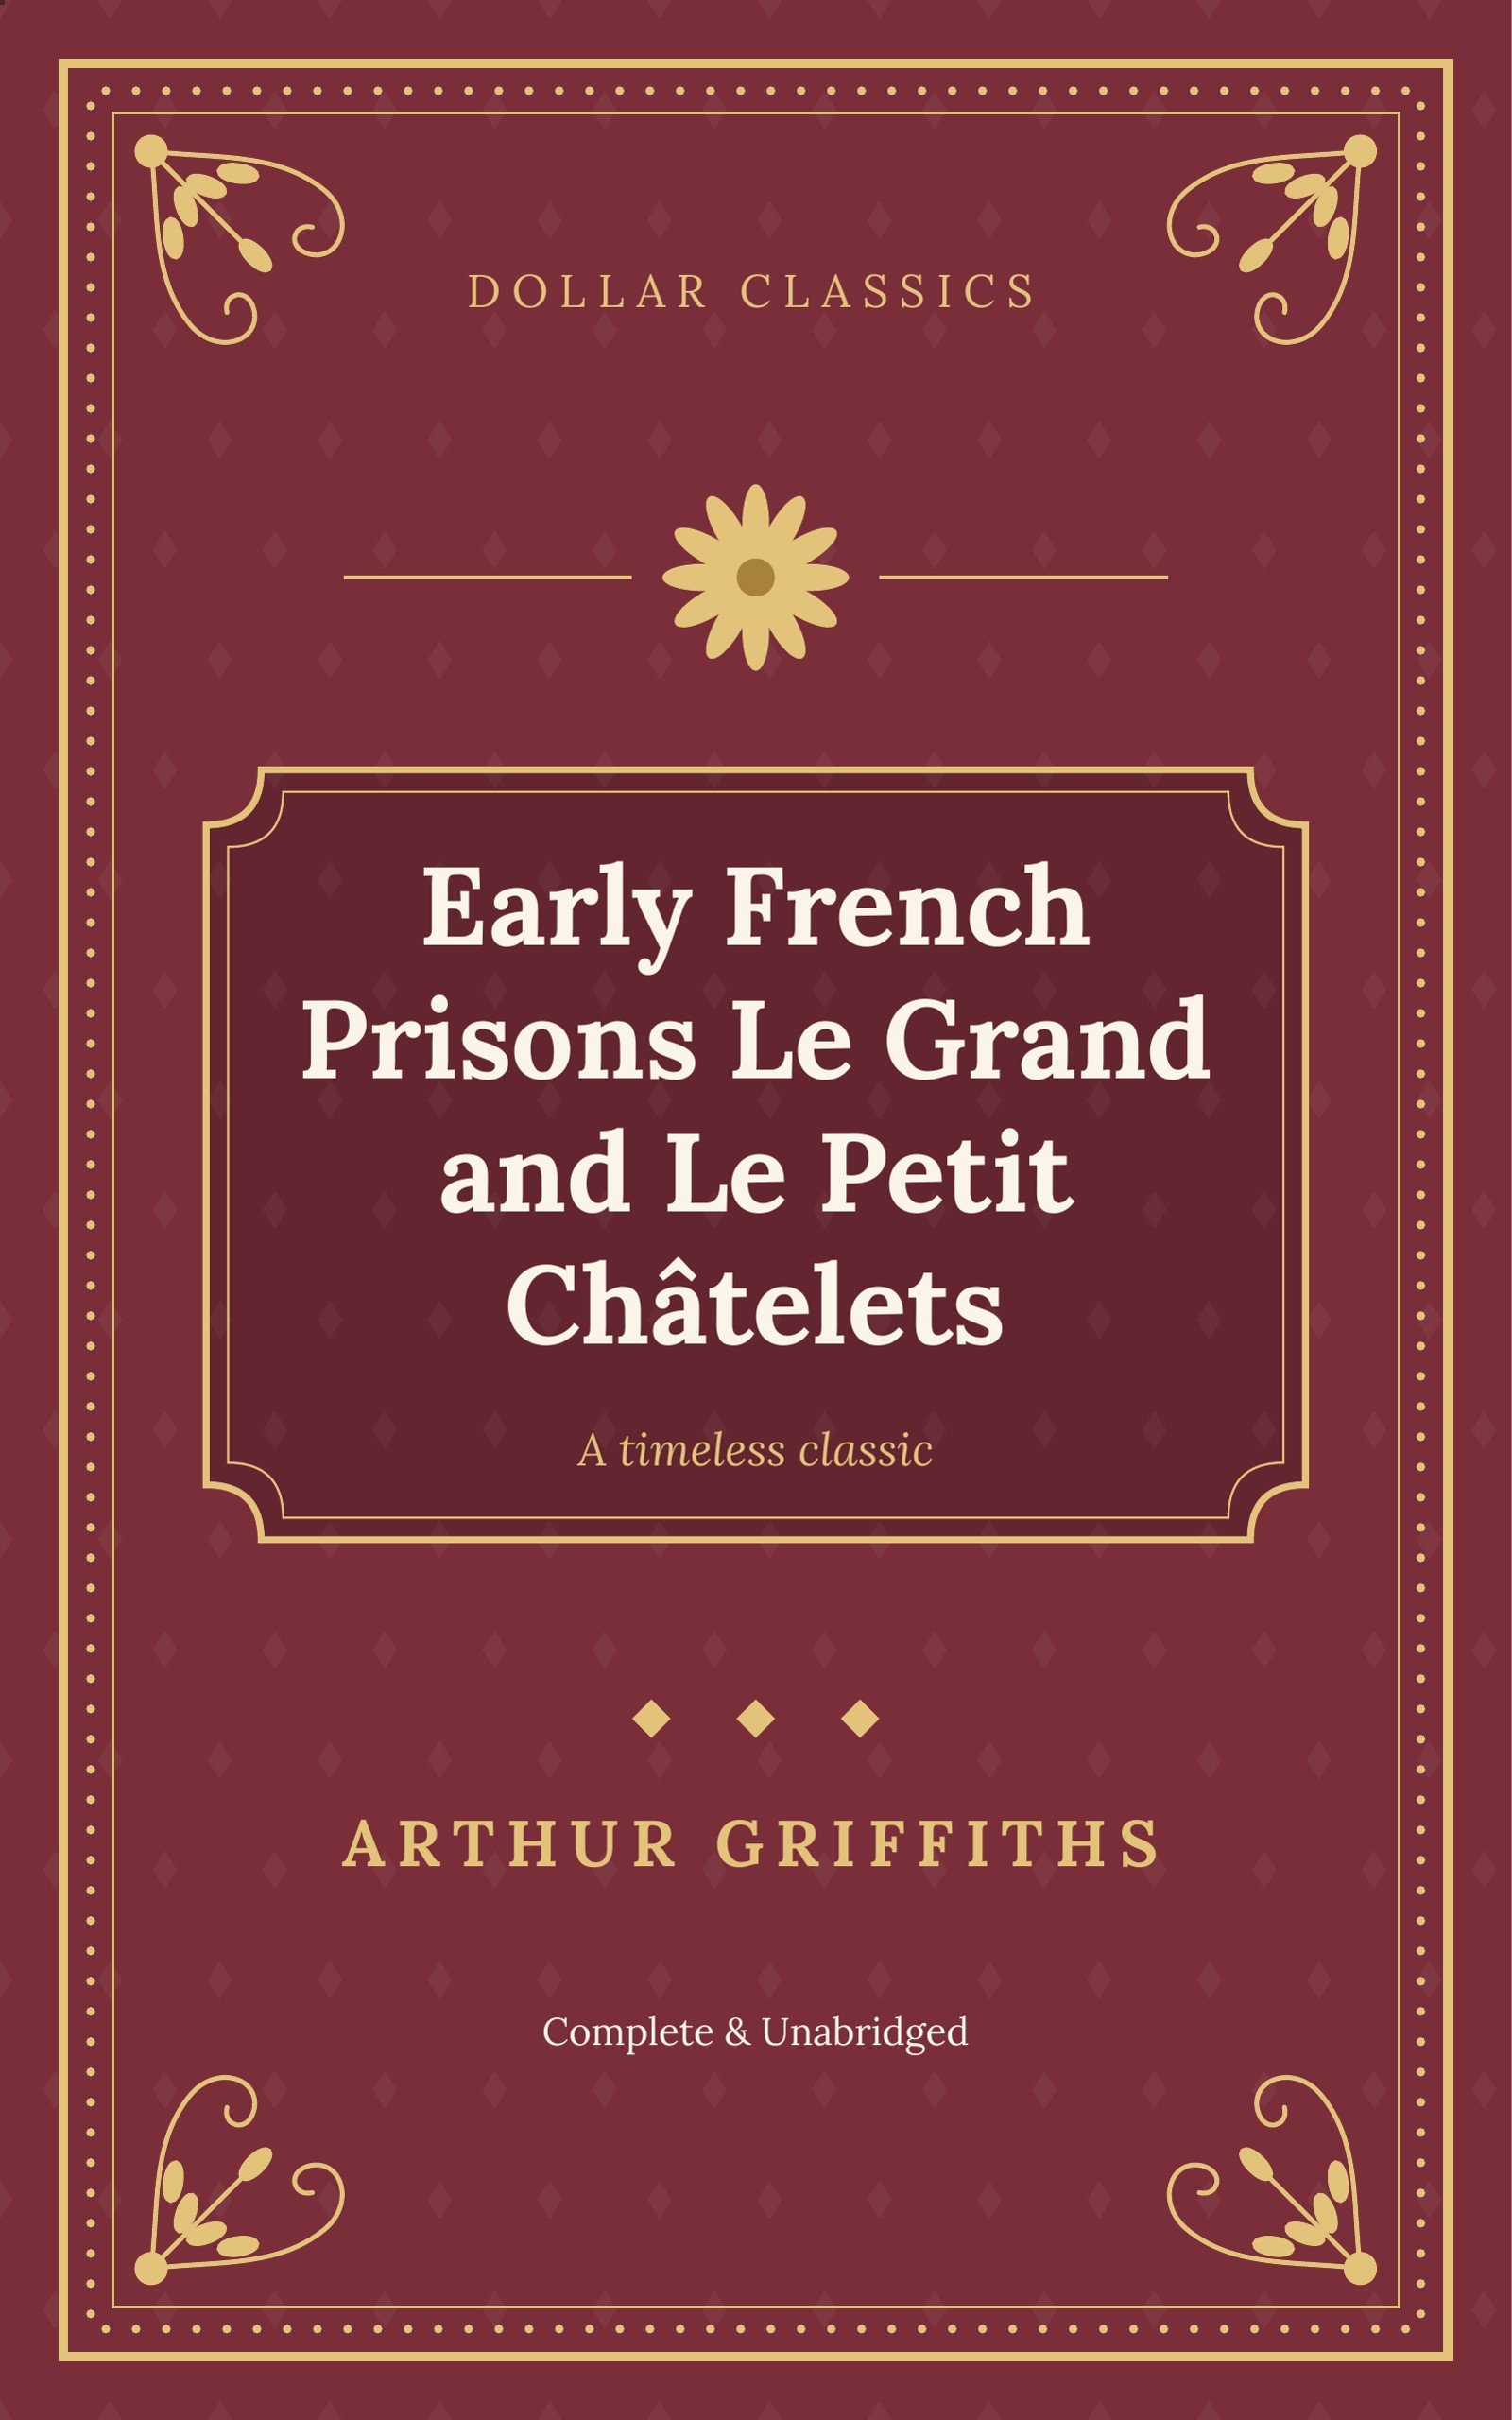 DOLLAR CLASSICS
Early French
Prisons Le Grand
and Le Petit
Châtelets
A timeless classic
ARTHUR GRIFFITHS
Complete & Unabridged